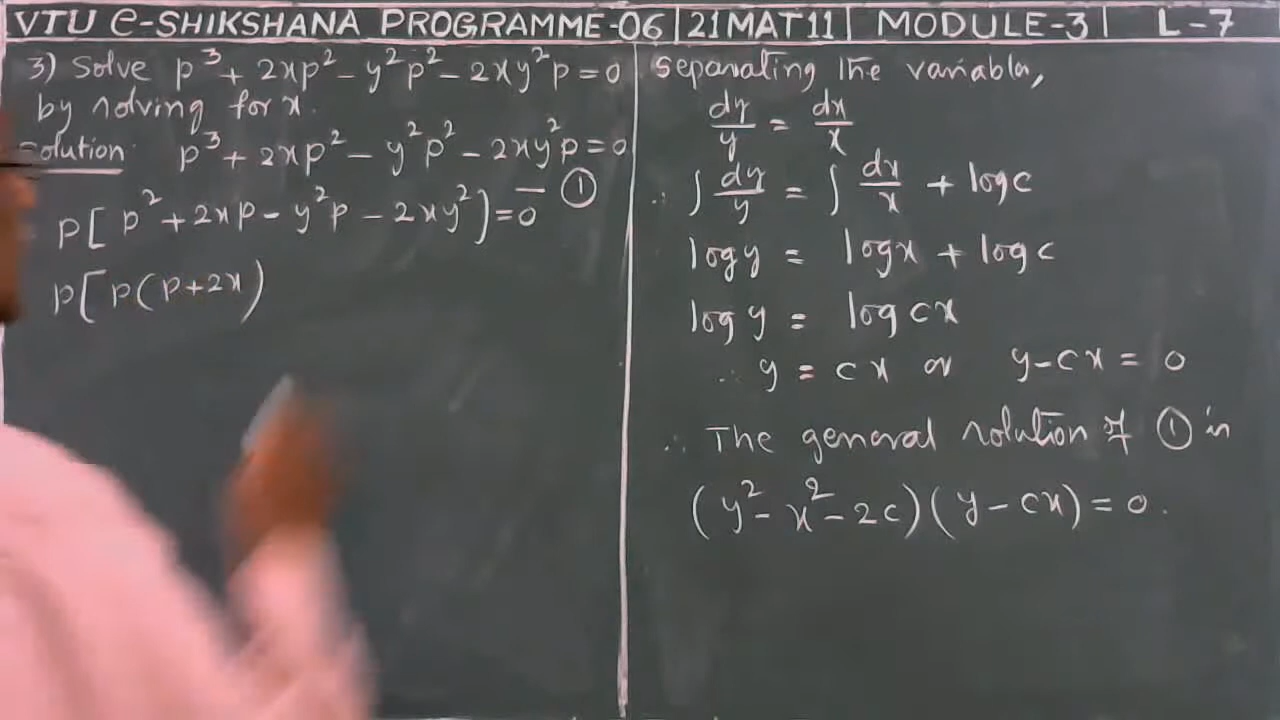 VTU e-SHIKSHANA PROGRAMME-06 | 21MAT11 | MODULE-3 | L-7
3) Solve p³ + 2xp² - y²p² - 2xy²p = 0
by solving for x.
Solution: p³ + 2xp² - y²p² - 2xy²p = 0
— ①
p[p² + 2xp - y²p - 2xy²] = 0
p[p(p+2x)
Separating the variables,
dy/y = dx/x
∴ ∫ dy/y = ∫ dx/x + log c
log y = log x + log c
log y = log cx
∴ y = cx or y - cx = 0
∴ The general solution of ① is
(y² - x² - 2c)(y - cx) = 0.